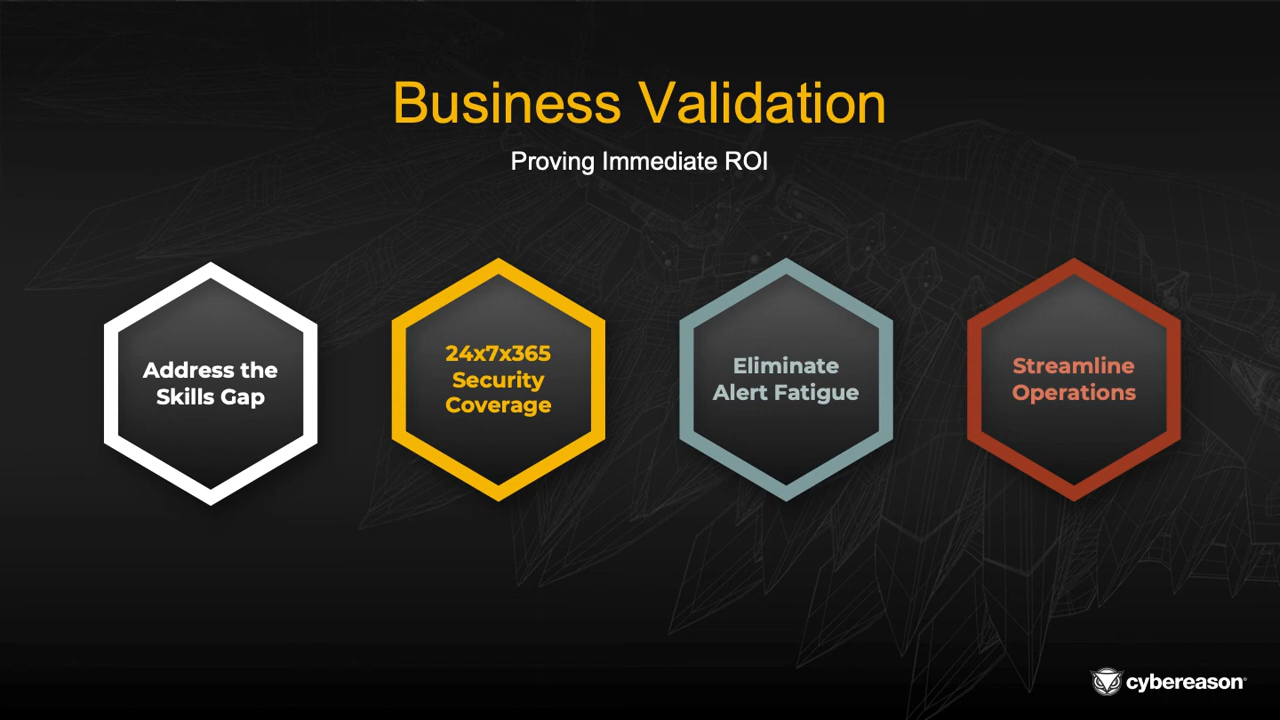 Business Validation
Proving Immediate ROI
Address the
Skills Gap
24x7x365
Security
Coverage
Eliminate
Alert Fatigue
Streamline
Operations
cybereason®